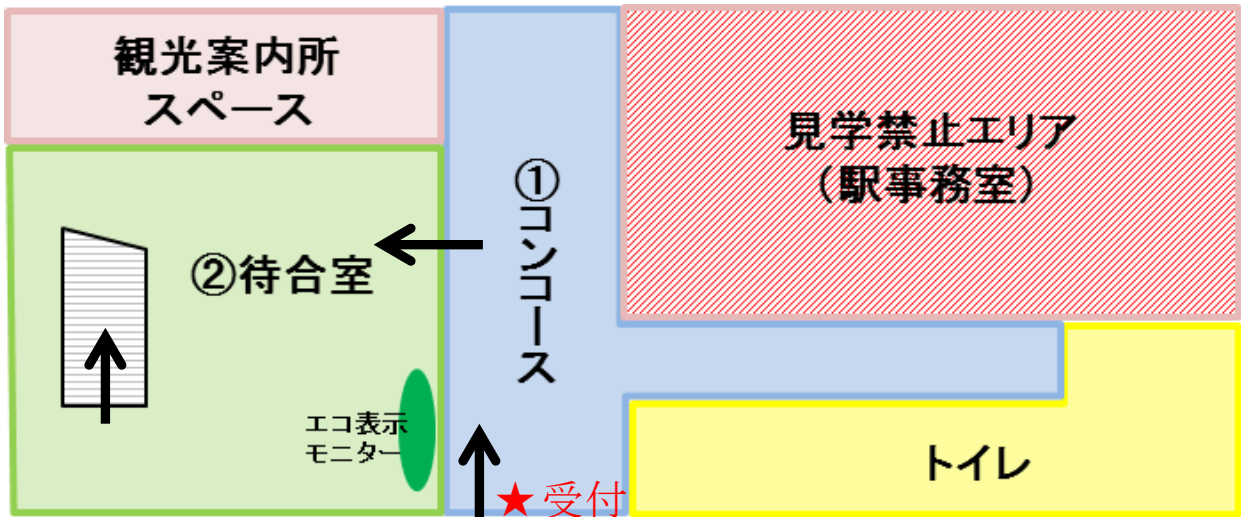 観光案内所
スペース
見学禁止エリア
（駅事務室）
①コンコース
②待合室
エコ表示
モニター
トイレ
★受付